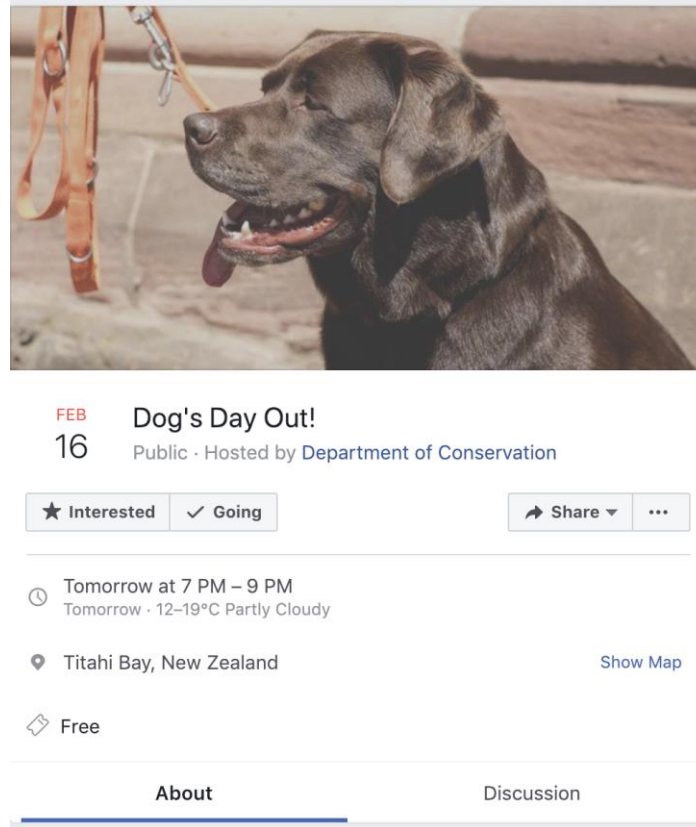 FEB
16
Dog's Day Out!
Public · Hosted by Department of Conservation
Interested
Going
Share
Tomorrow at 7 PM – 9 PM
Tomorrow · 12–19°C Partly Cloudy
Titahi Bay, New Zealand
Show Map
Free
About
Discussion